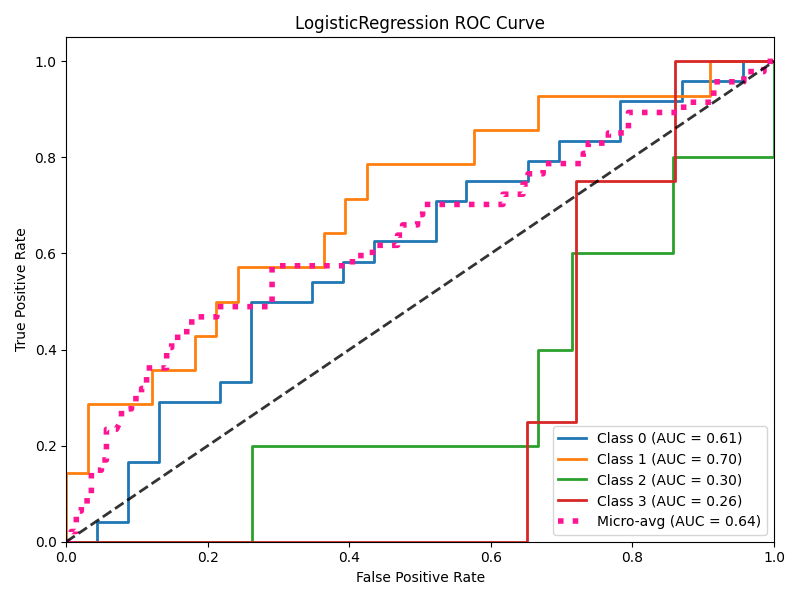 LogisticRegression ROC Curve
True Positive Rate
1.0
0.8
0.6
0.4
0.2
0.0
0.0 0.2 0.4 0.6 0.8 1.0
False Positive Rate
Class 0 (AUC = 0.61)
Class 1 (AUC = 0.70)
Class 2 (AUC = 0.30)
Class 3 (AUC = 0.26)
Micro-avg (AUC = 0.64)